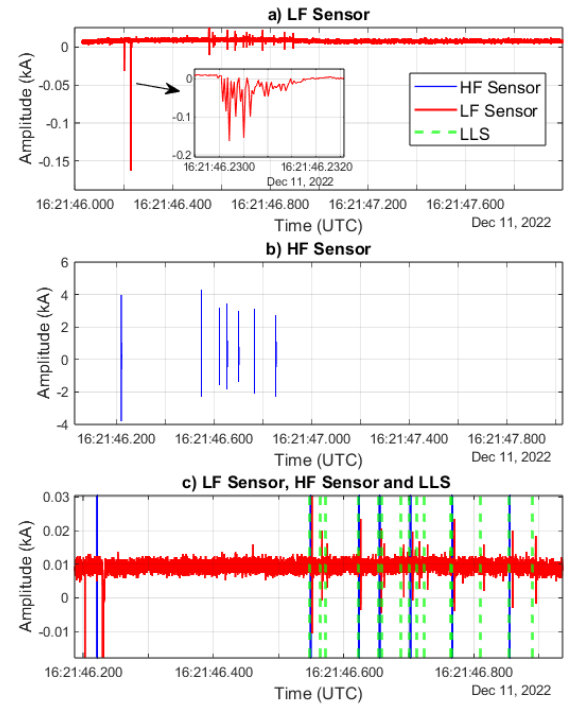 a) LF Sensor
0
-0.05
-0.1
-0.15
Amplitude (kA)
0
-0.1
-0.2
16:21:46.2300 16:21:46.2320
Dec 11, 2022
HF Sensor
LF Sensor
LLS
16:21:46.000 16:21:46.400 16:21:46.800 16:21:47.200 16:21:47.600
Time (UTC)
Dec 11, 2022
b) HF Sensor
6
4
2
0
-2
-4
Amplitude (kA)
16:21:46.200 16:21:46.600 16:21:47.000 16:21:47.400 16:21:47.800
Time (UTC)
Dec 11, 2022
c) LF Sensor, HF Sensor and LLS
0.03
0.02
0.01
0
-0.01
Amplitude (kA)
16:21:46.200 16:21:46.400 16:21:46.600 16:21:46.800
Time (UTC)
Dec 11, 2022